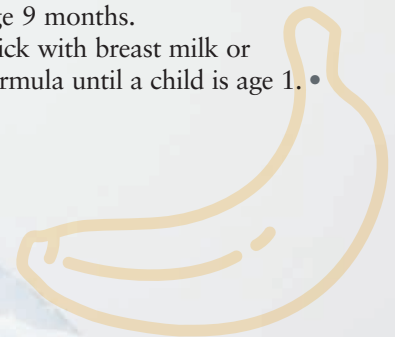 ge 9 months.
ick with breast milk or
rmula until a child is age 1. •